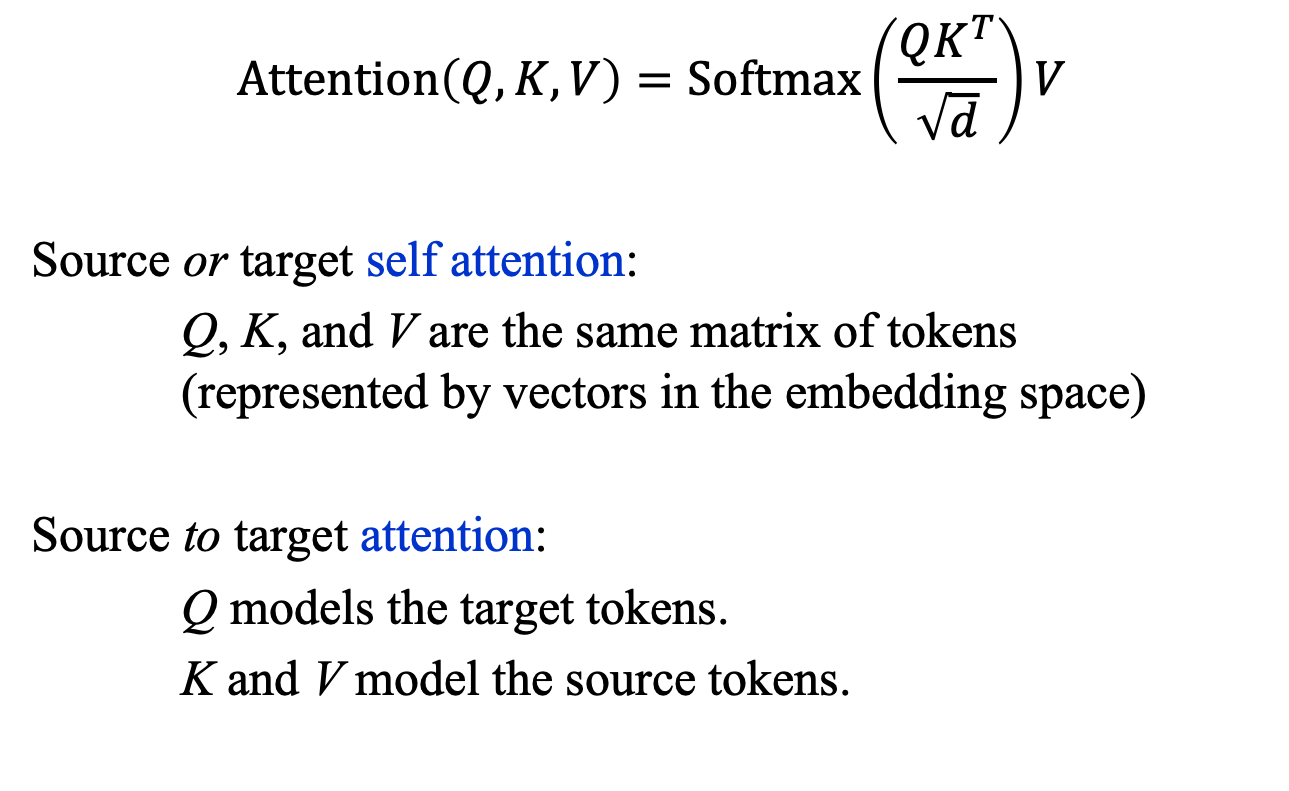 Attention(Q, K, V) = Softmax(QKᵀ/√d)V
Source or target self attention:
Q, K, and V are the same matrix of tokens
(represented by vectors in the embedding space)
Source to target attention:
Q models the target tokens.
K and V model the source tokens.